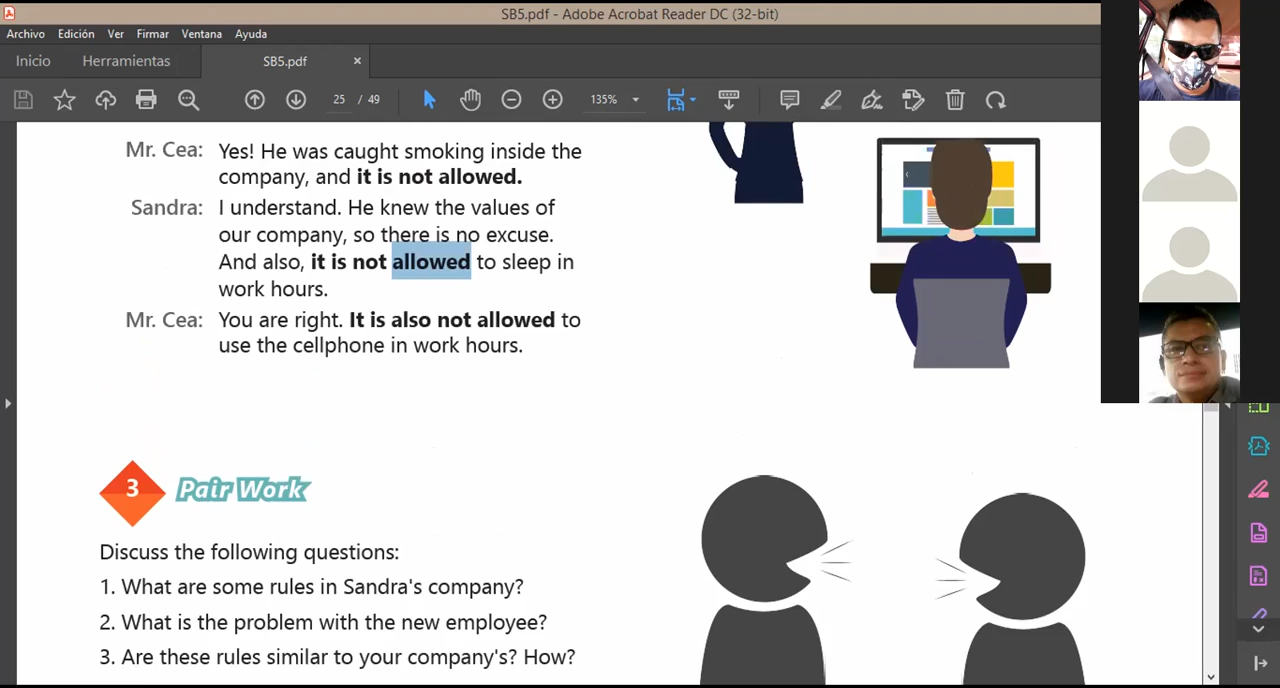 SB5.pdf - Adobe Acrobat Reader DC (32-bit)
Archivo Edición Ver Firmar Ventana Ayuda
Inicio Herramientas SB5.pdf ×
25 / 49 135%
Mr. Cea: Yes! He was caught smoking inside the
company, and it is not allowed.
Sandra: I understand. He knew the values of
our company, so there is no excuse.
And also, it is not allowed to sleep in
work hours.
Mr. Cea: You are right. It is also not allowed to
use the cellphone in work hours.
3 Pair Work
Discuss the following questions:
1. What are some rules in Sandra's company?
2. What is the problem with the new employee?
3. Are these rules similar to your company's? How?